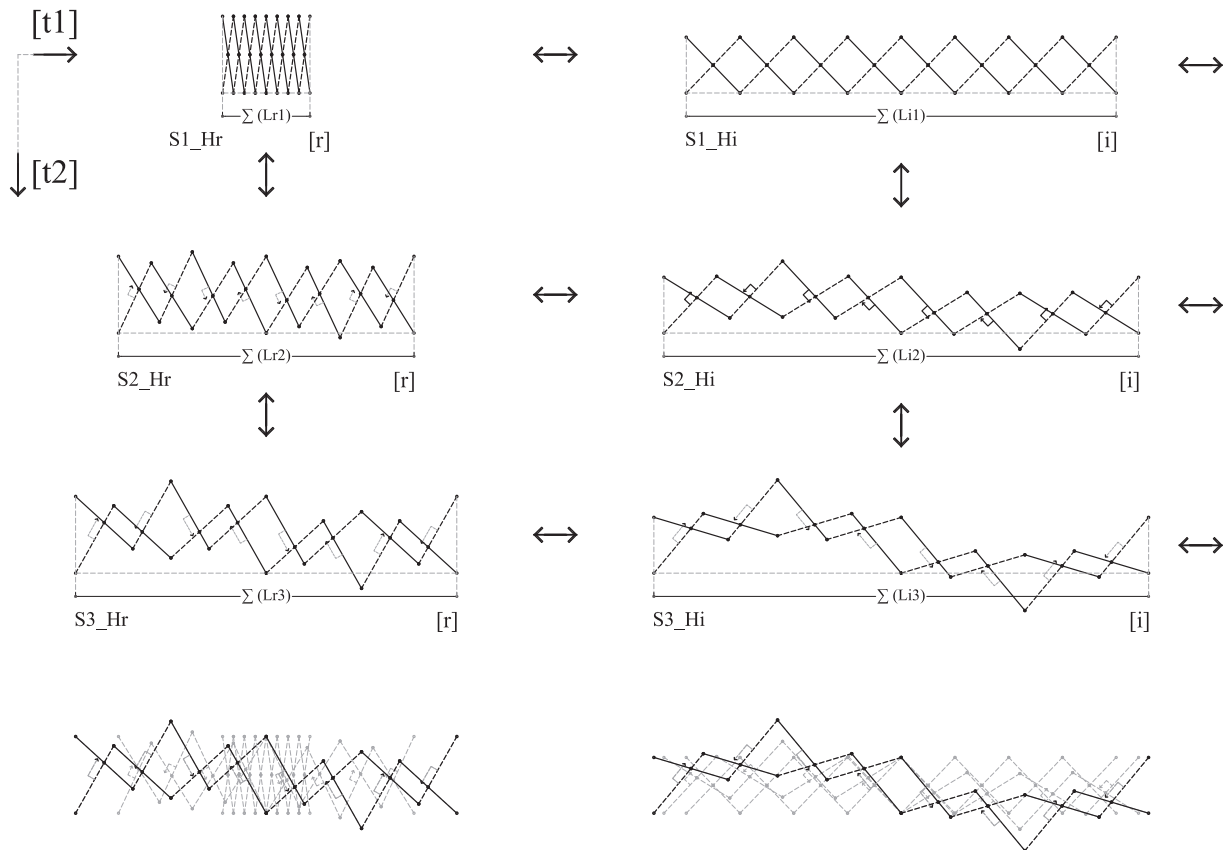 [t1]
∑ (Lr1)
∑ (Li1)
S1_Hr [r]
S1_Hi [i]
[t2]
∑ (Lr2)
∑ (Li2)
S2_Hr [r]
S2_Hi [i]
∑ (Lr3)
∑ (Li3)
S3_Hr [r]
S3_Hi [i]